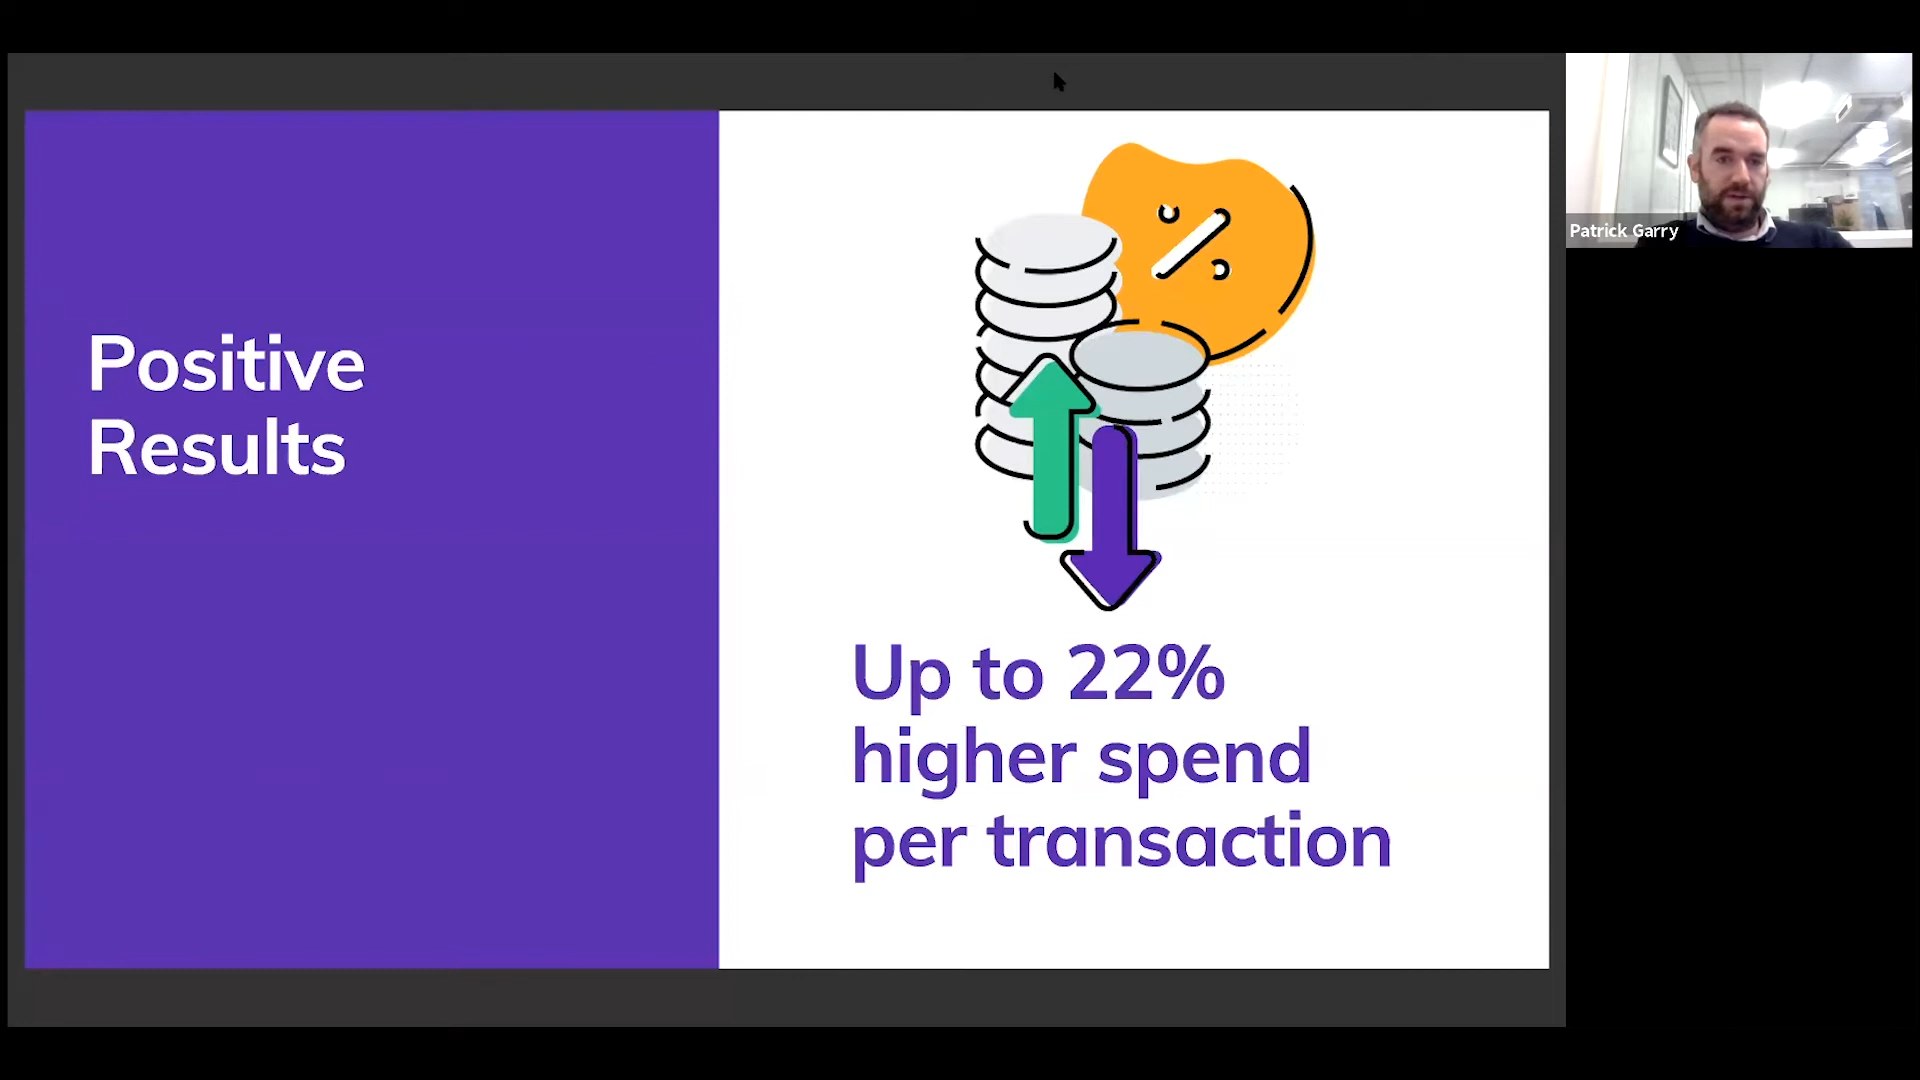 Positive
Results
%
Up to 22%
higher spend
per transaction
Patrick Garry